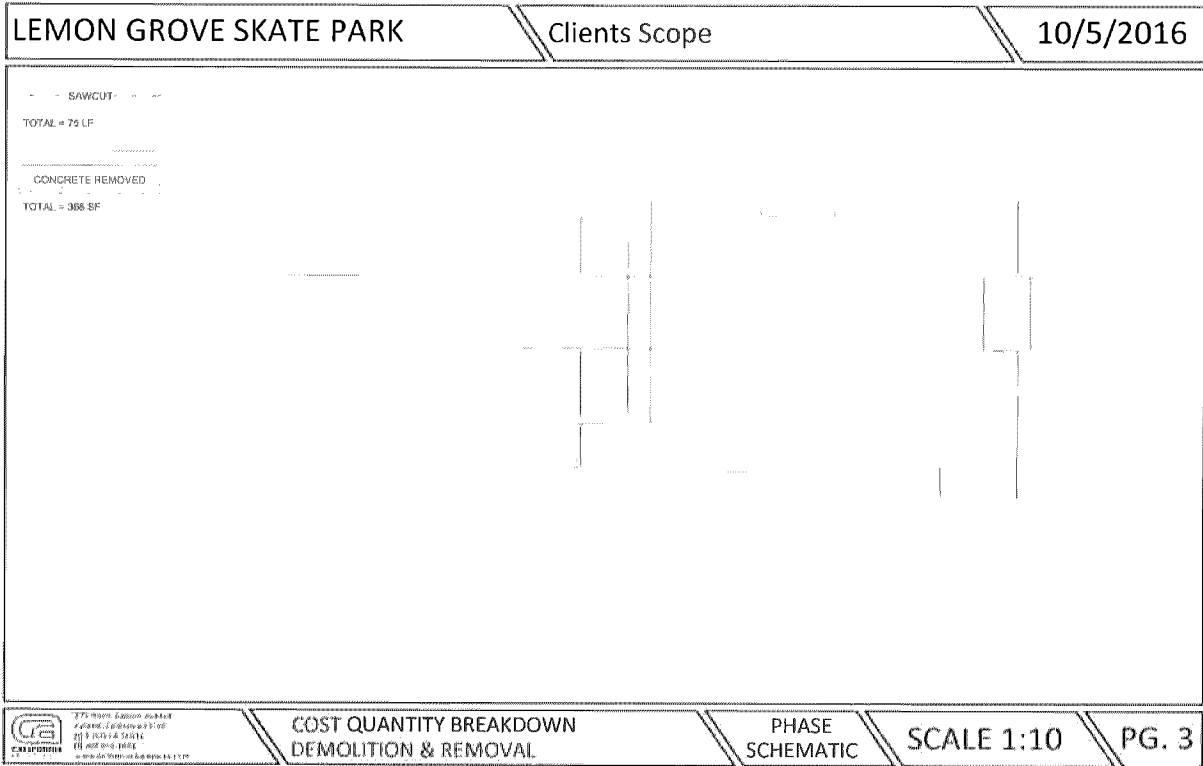 LEMON GROVE SKATE PARK
Clients Scope
10/5/2016
SAWCUT
TOTAL = 75 LF
CONCRETE REMOVED
TOTAL = 368 SF
COST QUANTITY BREAKDOWN
DEMOLITION & REMOVAL
PHASE
SCHEMATIC
SCALE 1:10
PG. 3